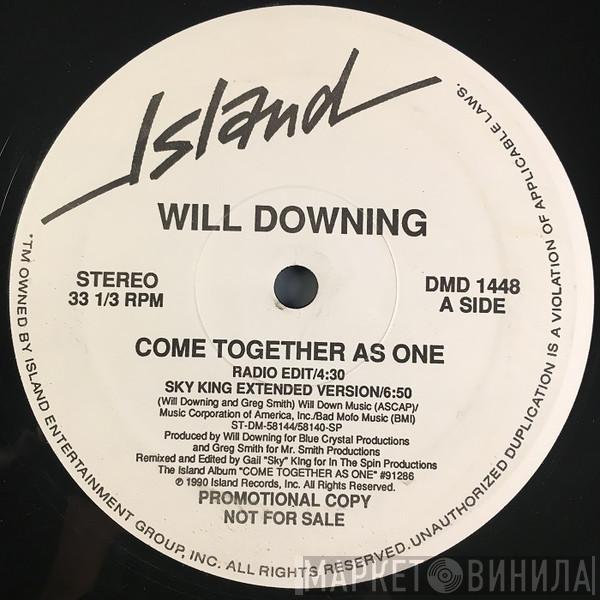 Island
WILL DOWNING
STEREO
33 1/3 RPM
DMD 1448
A SIDE
COME TOGETHER AS ONE
RADIO EDIT/4:30
SKY KING EXTENDED VERSION/6:50
(Will Downing and Greg Smith) Will Down Music (ASCAP)/
Music Corporation of America, Inc./Bad Mofo Music (BMI)
ST-DM-58144/58140-SP
Produced by Will Downing for Blue Crystal Productions
and Greg Smith for Mr. Smith Productions
Remixed and Edited by Gail "Sky" King for In The Spin Productions
The Island Album "COME TOGETHER AS ONE" #91286
℗ 1990 Island Records, Inc. All Rights Reserved.
PROMOTIONAL COPY
NOT FOR SALE
*TM OWNED BY ISLAND ENTERTAINMENT GROUP, INC. ALL RIGHTS RESERVED. UNAUTHORIZED DUPLICATION IS A VIOLATION OF APPLICABLE LAWS.
МАРКЕТ ВИНИЛА